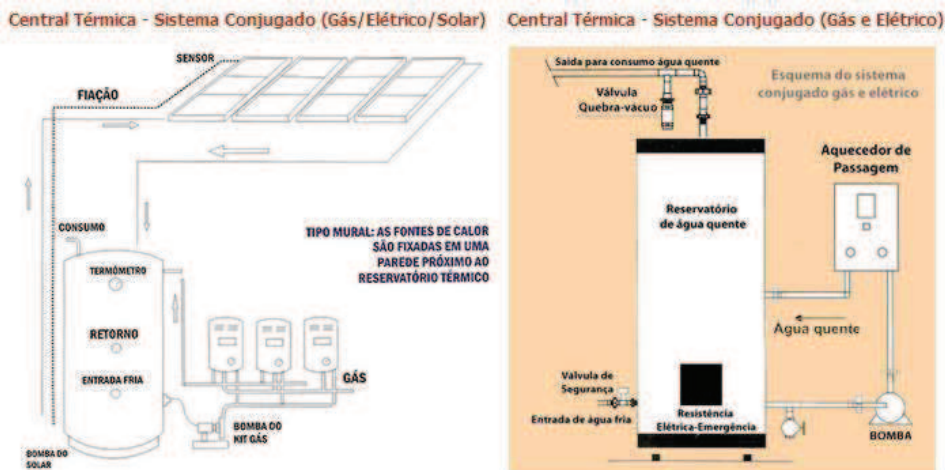 Central Térmica - Sistema Conjugado (Gás/Elétrico/Solar)
SENSOR
FIAÇÃO
CONSUMO
TIPO MURAL: AS FONTES DE CALOR
SÃO FIXADAS EM UMA
PAREDE PRÓXIMO AO
RESERVATÓRIO TÉRMICO
TERMÔMETRO
RETORNO
ENTRADA FRIA
GÁS
BOMBA DO
KIT GÁS
BOMBA DO
SOLAR
Central Térmica - Sistema Conjugado (Gás e Elétrico)
Saída para consumo água quente
Esquema do sistema
conjugado gás e elétrico
Válvula
Quebra-vácuo
Aquecedor de
Passagem
Reservatório
de água quente
Água quente
Válvula de
Segurança
Entrada de água fria
Resistência
Elétrica-Emergência
BOMBA